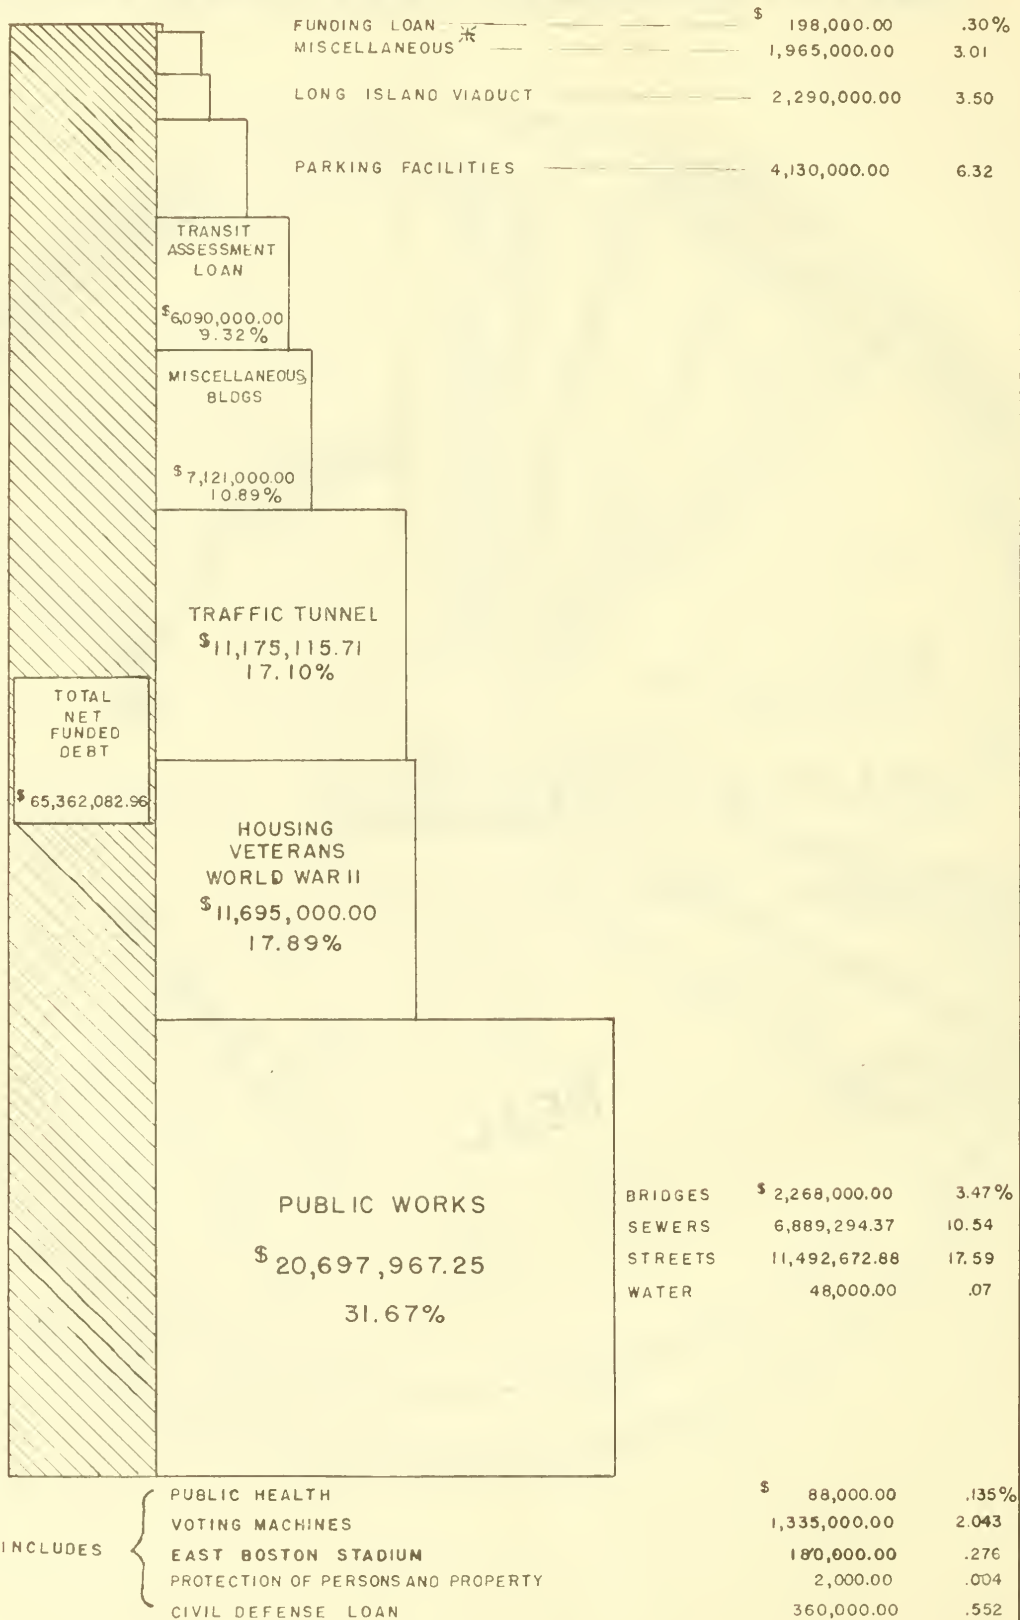 FUNDING LOAN $ 198,000.00 .30%
MISCELLANEOUS * 1,965,000.00 3.01
LONG ISLAND VIADUCT 2,290,000.00 3.50
PARKING FACILITIES 4,130,000.00 6.32
TRANSIT
ASSESSMENT
LOAN
$6,090,000.00
9.32%
MISCELLANEOUS
BLDGS
$7,121,000.00
10.89%
TRAFFIC TUNNEL
$11,175,115.71
17.10%
TOTAL
NET
FUNDED
DEBT
$65,362,082.96
HOUSING
VETERANS
WORLD WAR II
$11,695,000.00
17.89%
PUBLIC WORKS
$20,697,967.25
31.67%
BRIDGES $2,268,000.00 3.47%
SEWERS 6,889,294.37 10.54
STREETS 11,492,672.88 17.59
WATER 48,000.00 .07
INCLUDES
PUBLIC HEALTH $ 88,000.00 .135%
VOTING MACHINES 1,335,000.00 2.043
EAST BOSTON STADIUM 180,000.00 .276
PROTECTION OF PERSONS AND PROPERTY 2,000.00 .004
CIVIL DEFENSE LOAN 360,000.00 .552